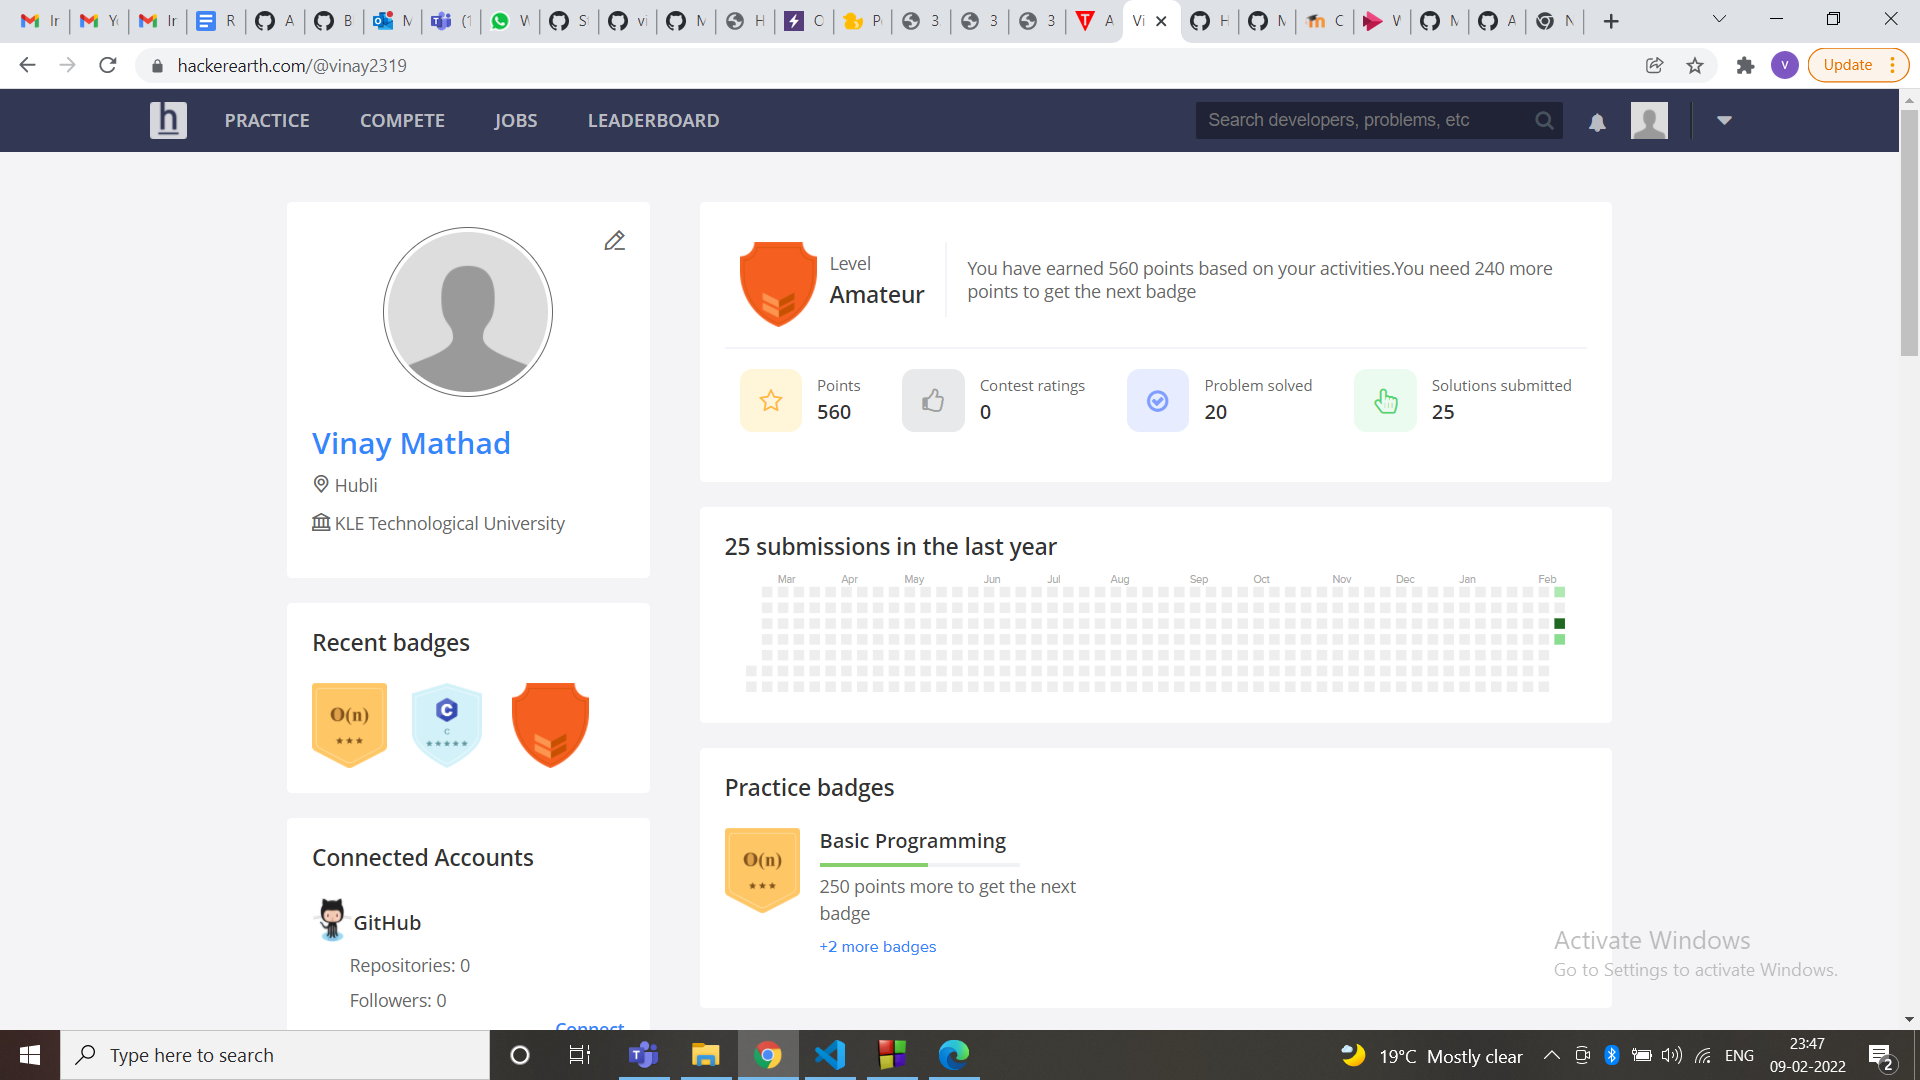 Ir
Yo
Ir
R
A
B
M
(1
W
St
vi
M
H
C
Pe
3
3
3
A
Vi
H
M
C
W
M
A
N
hackerearth.com/@vinay2319
V
Update
h
PRACTICE
COMPETE
JOBS
LEADERBOARD
Search developers, problems, etc
Vinay Mathad
Hubli
KLE Technological University
Recent badges
O(n)
C
C
Connected Accounts
GitHub
Repositories: 0
Followers: 0
Connect
Level
Amateur
You have earned 560 points based on your activities.You need 240 more
points to get the next badge
Points
560
Contest ratings
0
Problem solved
20
Solutions submitted
25
25 submissions in the last year
Mar Apr May Jun Jul Aug Sep Oct Nov Dec Jan Feb
Practice badges
O(n)
Basic Programming
250 points more to get the next
badge
+2 more badges
Activate Windows
Go to Settings to activate Windows.
Type here to search
19°C Mostly clear
ENG
23:47
09-02-2022
2